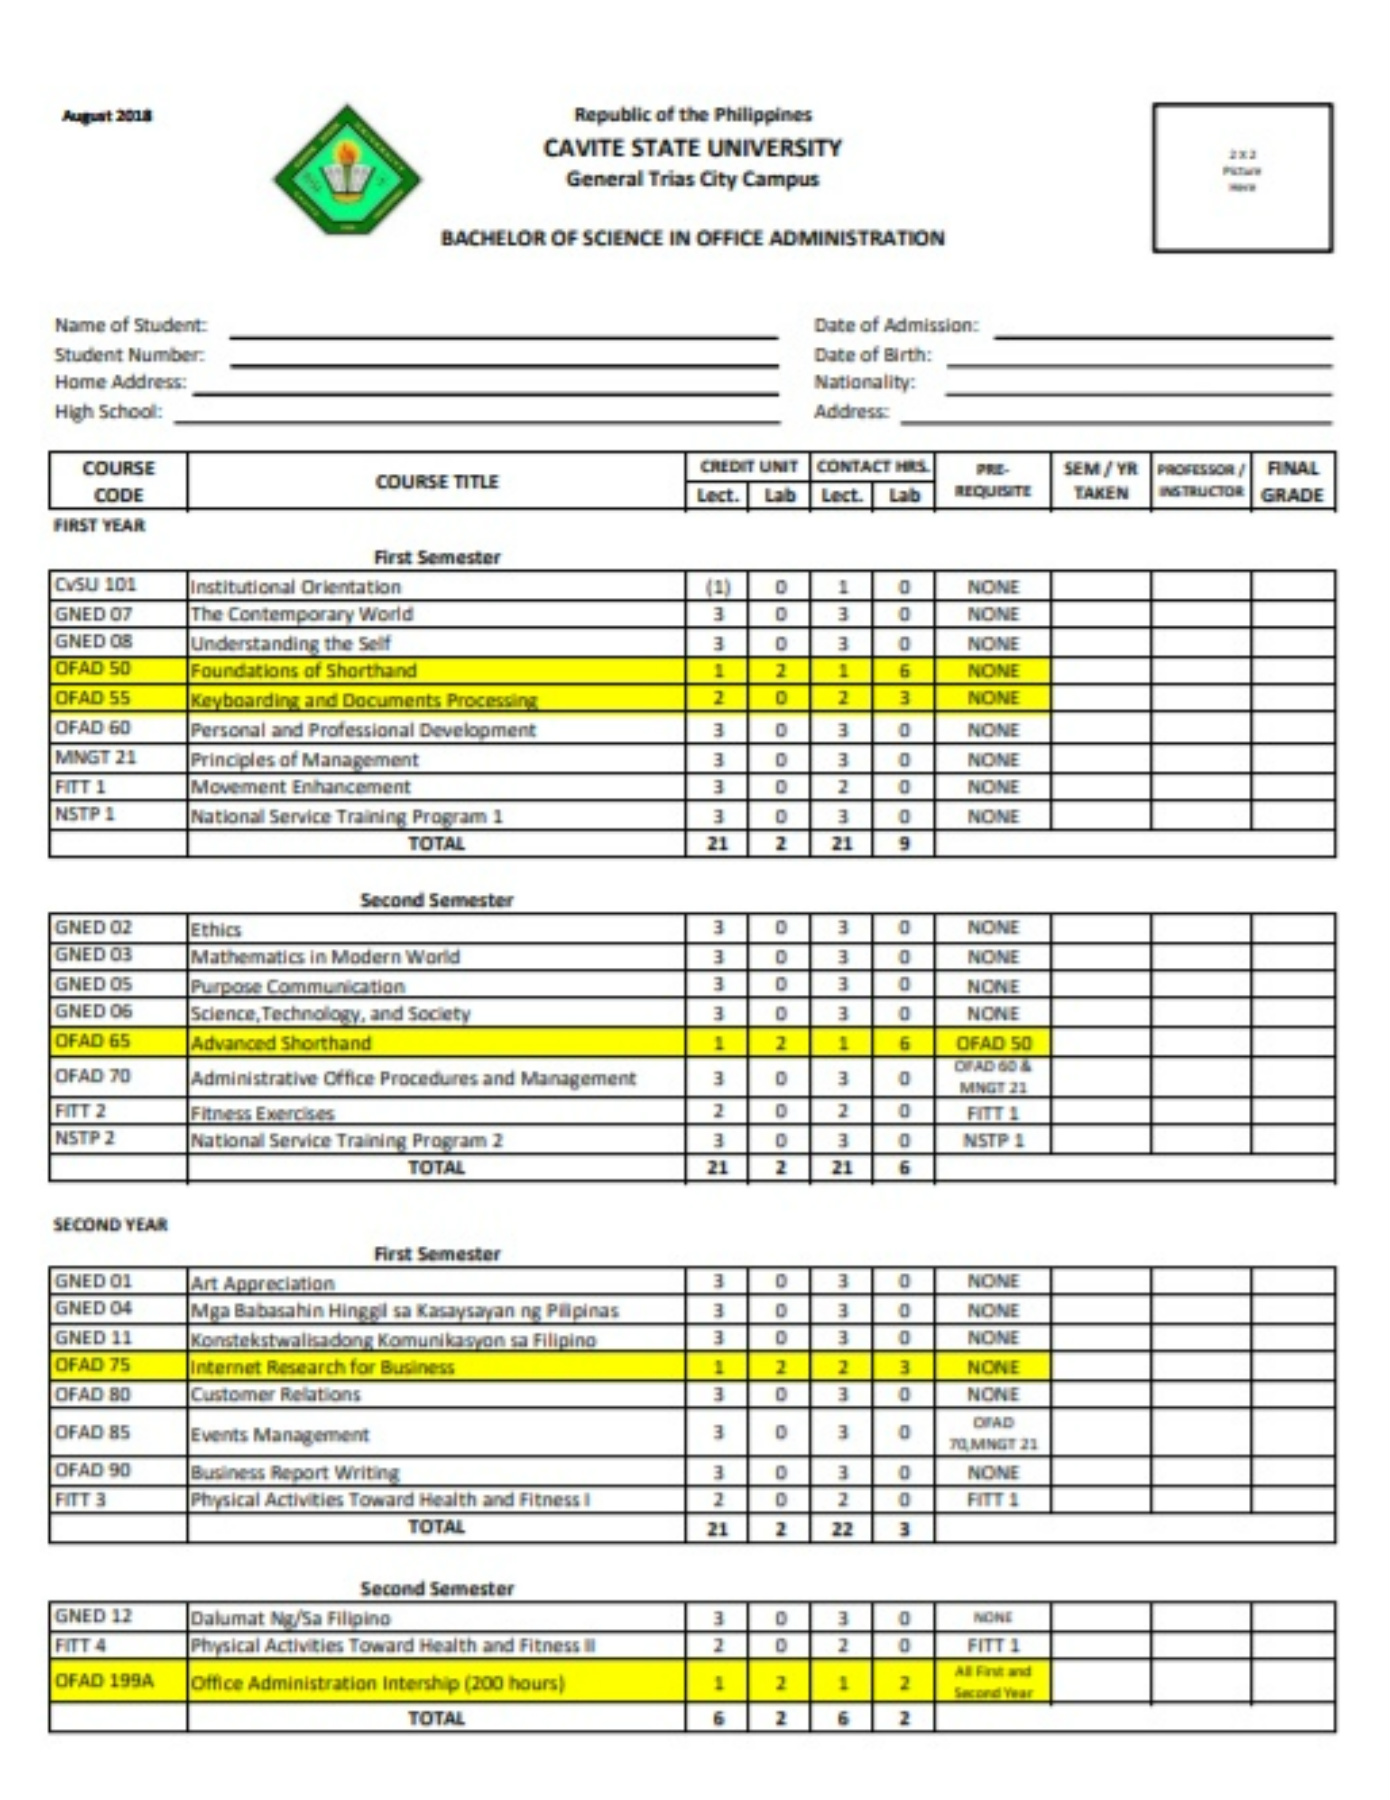 August 2018
Republic of the Philippines
CAVITE STATE UNIVERSITY
General Trias City Campus
BACHELOR OF SCIENCE IN OFFICE ADMINISTRATION
2 X 2
Picture
Here
Name of Student:
Date of Admission:
Student Number:
Date of Birth:
Home Address:
Nationality:
High School:
Address:
COURSE CODE COURSE TITLE CREDIT UNIT CONTACT HRS. PRE-REQUISITE SEM / YR TAKEN PROFESSOR / INSTRUCTOR FINAL GRADE
Lect. Lab Lect. Lab
FIRST YEAR
First Semester
CvSU 101 Institutional Orientation (1) 0 1 0 NONE
GNED 07 The Contemporary World 3 0 3 0 NONE
GNED 08 Understanding the Self 3 0 3 0 NONE
OFAD 50 Foundations of Shorthand 1 2 1 6 NONE
OFAD 55 Keyboarding and Documents Processing 2 0 2 3 NONE
OFAD 60 Personal and Professional Development 3 0 3 0 NONE
MNGT 21 Principles of Management 3 0 3 0 NONE
FITT 1 Movement Enhancement 3 0 2 0 NONE
NSTP 1 National Service Training Program 1 3 0 3 0 NONE
TOTAL 21 2 21 9
Second Semester
GNED 02 Ethics 3 0 3 0 NONE
GNED 03 Mathematics in Modern World 3 0 3 0 NONE
GNED 05 Purpose Communication 3 0 3 0 NONE
GNED 06 Science,Technology, and Society 3 0 3 0 NONE
OFAD 65 Advanced Shorthand 1 2 1 6 OFAD 50
OFAD 70 Administrative Office Procedures and Management 3 0 3 0 OFAD 60 & MNGT 21
FITT 2 Fitness Exercises 2 0 2 0 FITT 1
NSTP 2 National Service Training Program 2 3 0 3 0 NSTP 1
TOTAL 21 2 21 6
SECOND YEAR
First Semester
GNED 01 Art Appreciation 3 0 3 0 NONE
GNED 04 Mga Babasahin Hinggil sa Kasaysayan ng Pilipinas 3 0 3 0 NONE
GNED 11 Konstekstwalisadong Komunikasyon sa Filipino 3 0 3 0 NONE
OFAD 75 Internet Research for Business 1 2 2 3 NONE
OFAD 80 Customer Relations 3 0 3 0 NONE
OFAD 85 Events Management 3 0 3 0 OFAD 70,MNGT 21
OFAD 90 Business Report Writing 3 0 3 0 NONE
FITT 3 Physical Activities Toward Health and Fitness I 2 0 2 0 FITT 1
TOTAL 21 2 22 3
Second Semester
GNED 12 Dalumat Ng/Sa Filipino 3 0 3 0 NONE
FITT 4 Physical Activities Toward Health and Fitness II 2 0 2 0 FITT 1
OFAD 199A Office Administration Intership (200 hours) 1 2 1 2 All First and Second Year
TOTAL 6 2 6 2